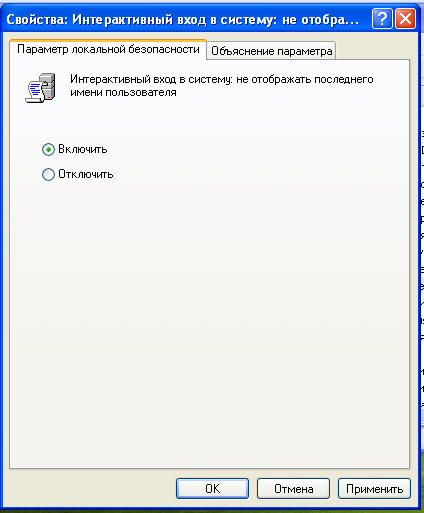 Свойства: Интерактивный вход в систему: не отобра...
Параметр локальной безопасности
Объяснение параметра
Интерактивный вход в систему: не отображать последнего
имени пользователя
Включить
Отключить
OK
Отмена
Применить